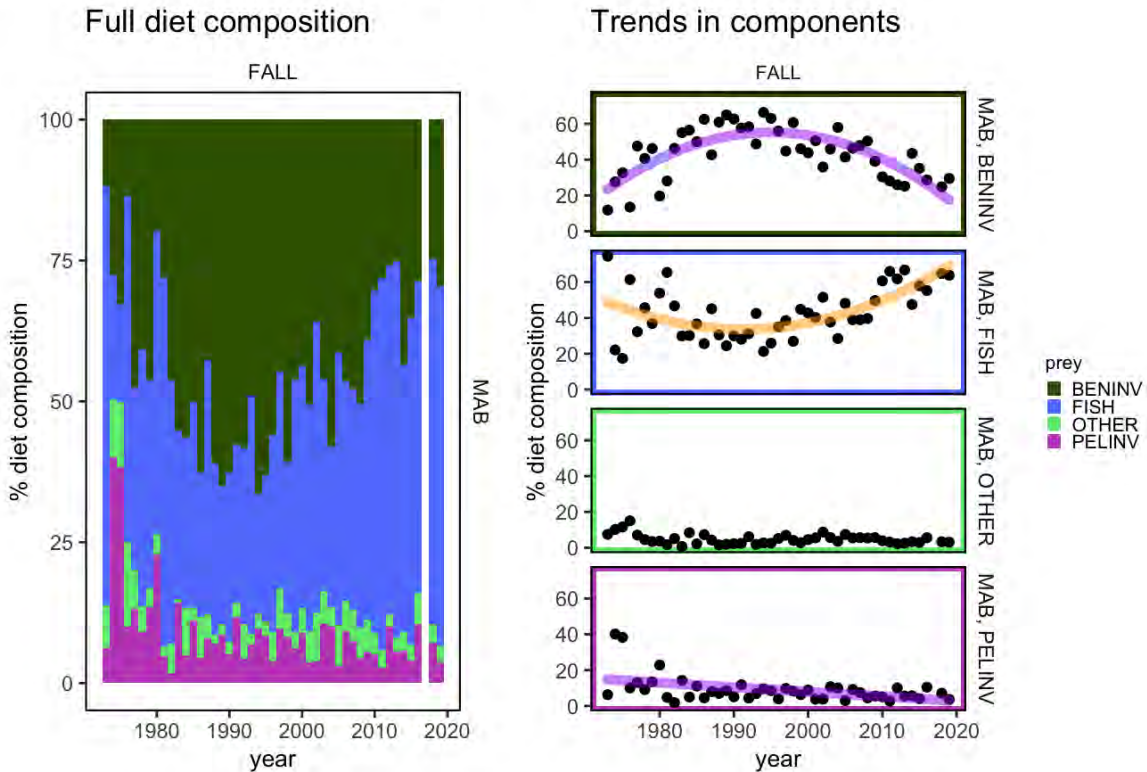 Full diet composition
FALL
100
75
50
25
0
% diet composition
1980
1990
2000
2010
2020
year
MAB
Trends in components
FALL
60
40
20
0
MAB, BENINV
60
40
20
0
MAB, FISH
60
40
20
0
MAB, OTHER
60
40
20
0
MAB, PELINV
% diet composition
1980
1990
2000
2010
2020
year
prey
BENINV
FISH
OTHER
PELINV